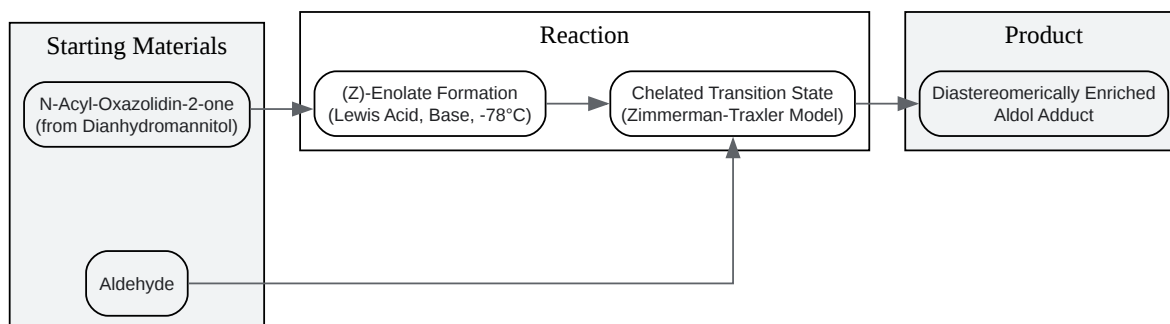 Starting Materials
N-Acyl-Oxazolidin-2-one
(from Dianhydromannitol)
Aldehyde
Reaction
(Z)-Enolate Formation
(Lewis Acid, Base, -78°C)
Chelated Transition State
(Zimmerman-Traxler Model)
Product
Diastereomerically Enriched
Aldol Adduct